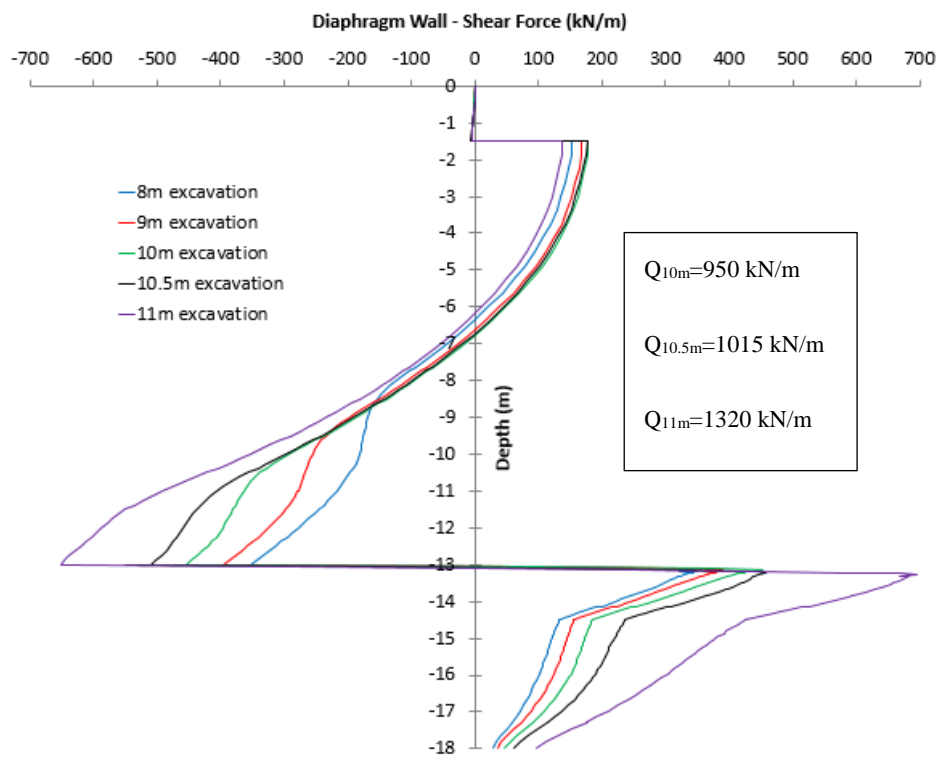 Diaphragm Wall - Shear Force (kN/m)
-700 -600 -500 -400 -300 -200 -100 0 100 200 300 400 500 600 700
0
-1
-2
-3
-4
-5
-6
-7
-8
-9
-10
-11
-12
-13
-14
-15
-16
-17
-18
Depth (m)
8m excavation
9m excavation
10m excavation
10.5m excavation
11m excavation
Q10m=950 kN/m
Q10.5m=1015 kN/m
Q11m=1320 kN/m